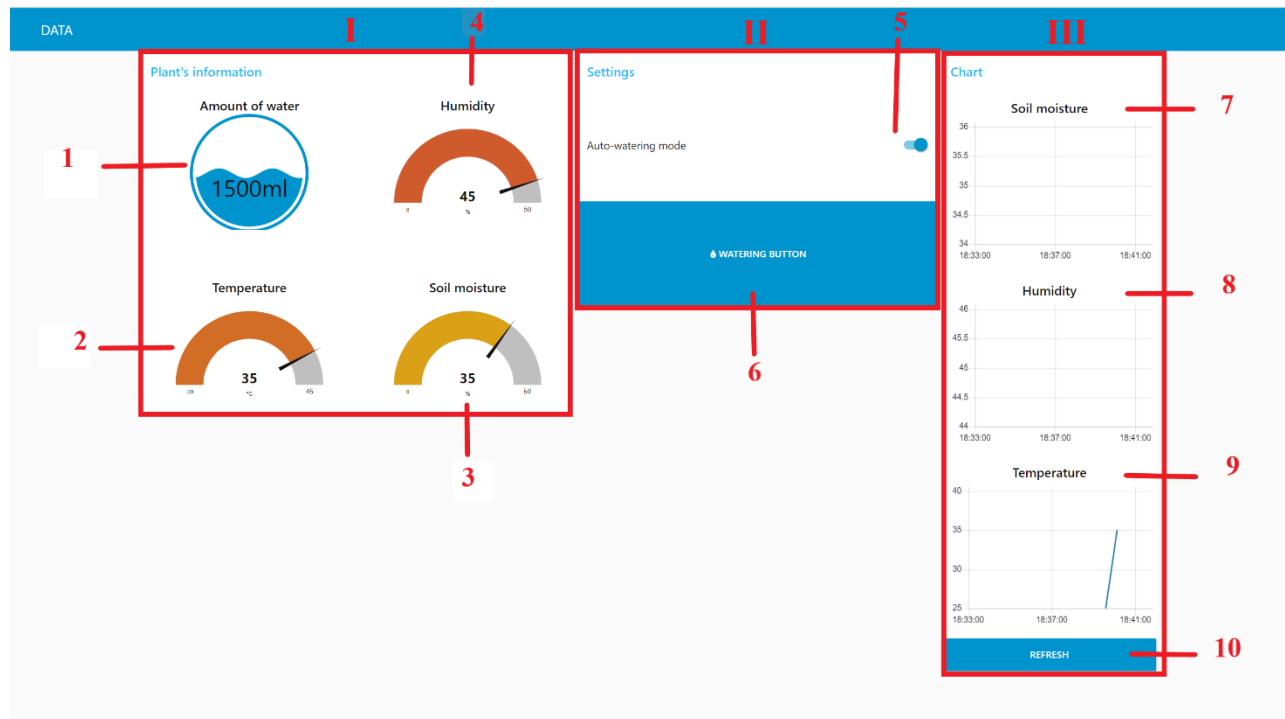 DATA
I
II
III
Plant's information
Amount of water
1500ml
1
Humidity
45
%
0
50
4
Temperature
35
°C
45
2
Soil moisture
35
%
0
50
3
Settings
Auto-watering mode
5
WATERING BUTTON
6
Chart
Soil moisture
7
36
35.5
35
34.5
34
18:33:00 18:37:00 18:41:00
Humidity
8
46
45.5
45
44.5
44
18:33:00 18:37:00 18:41:00
Temperature
9
40
35
30
25
18:33:00 18:37:00 18:41:00
REFRESH
10